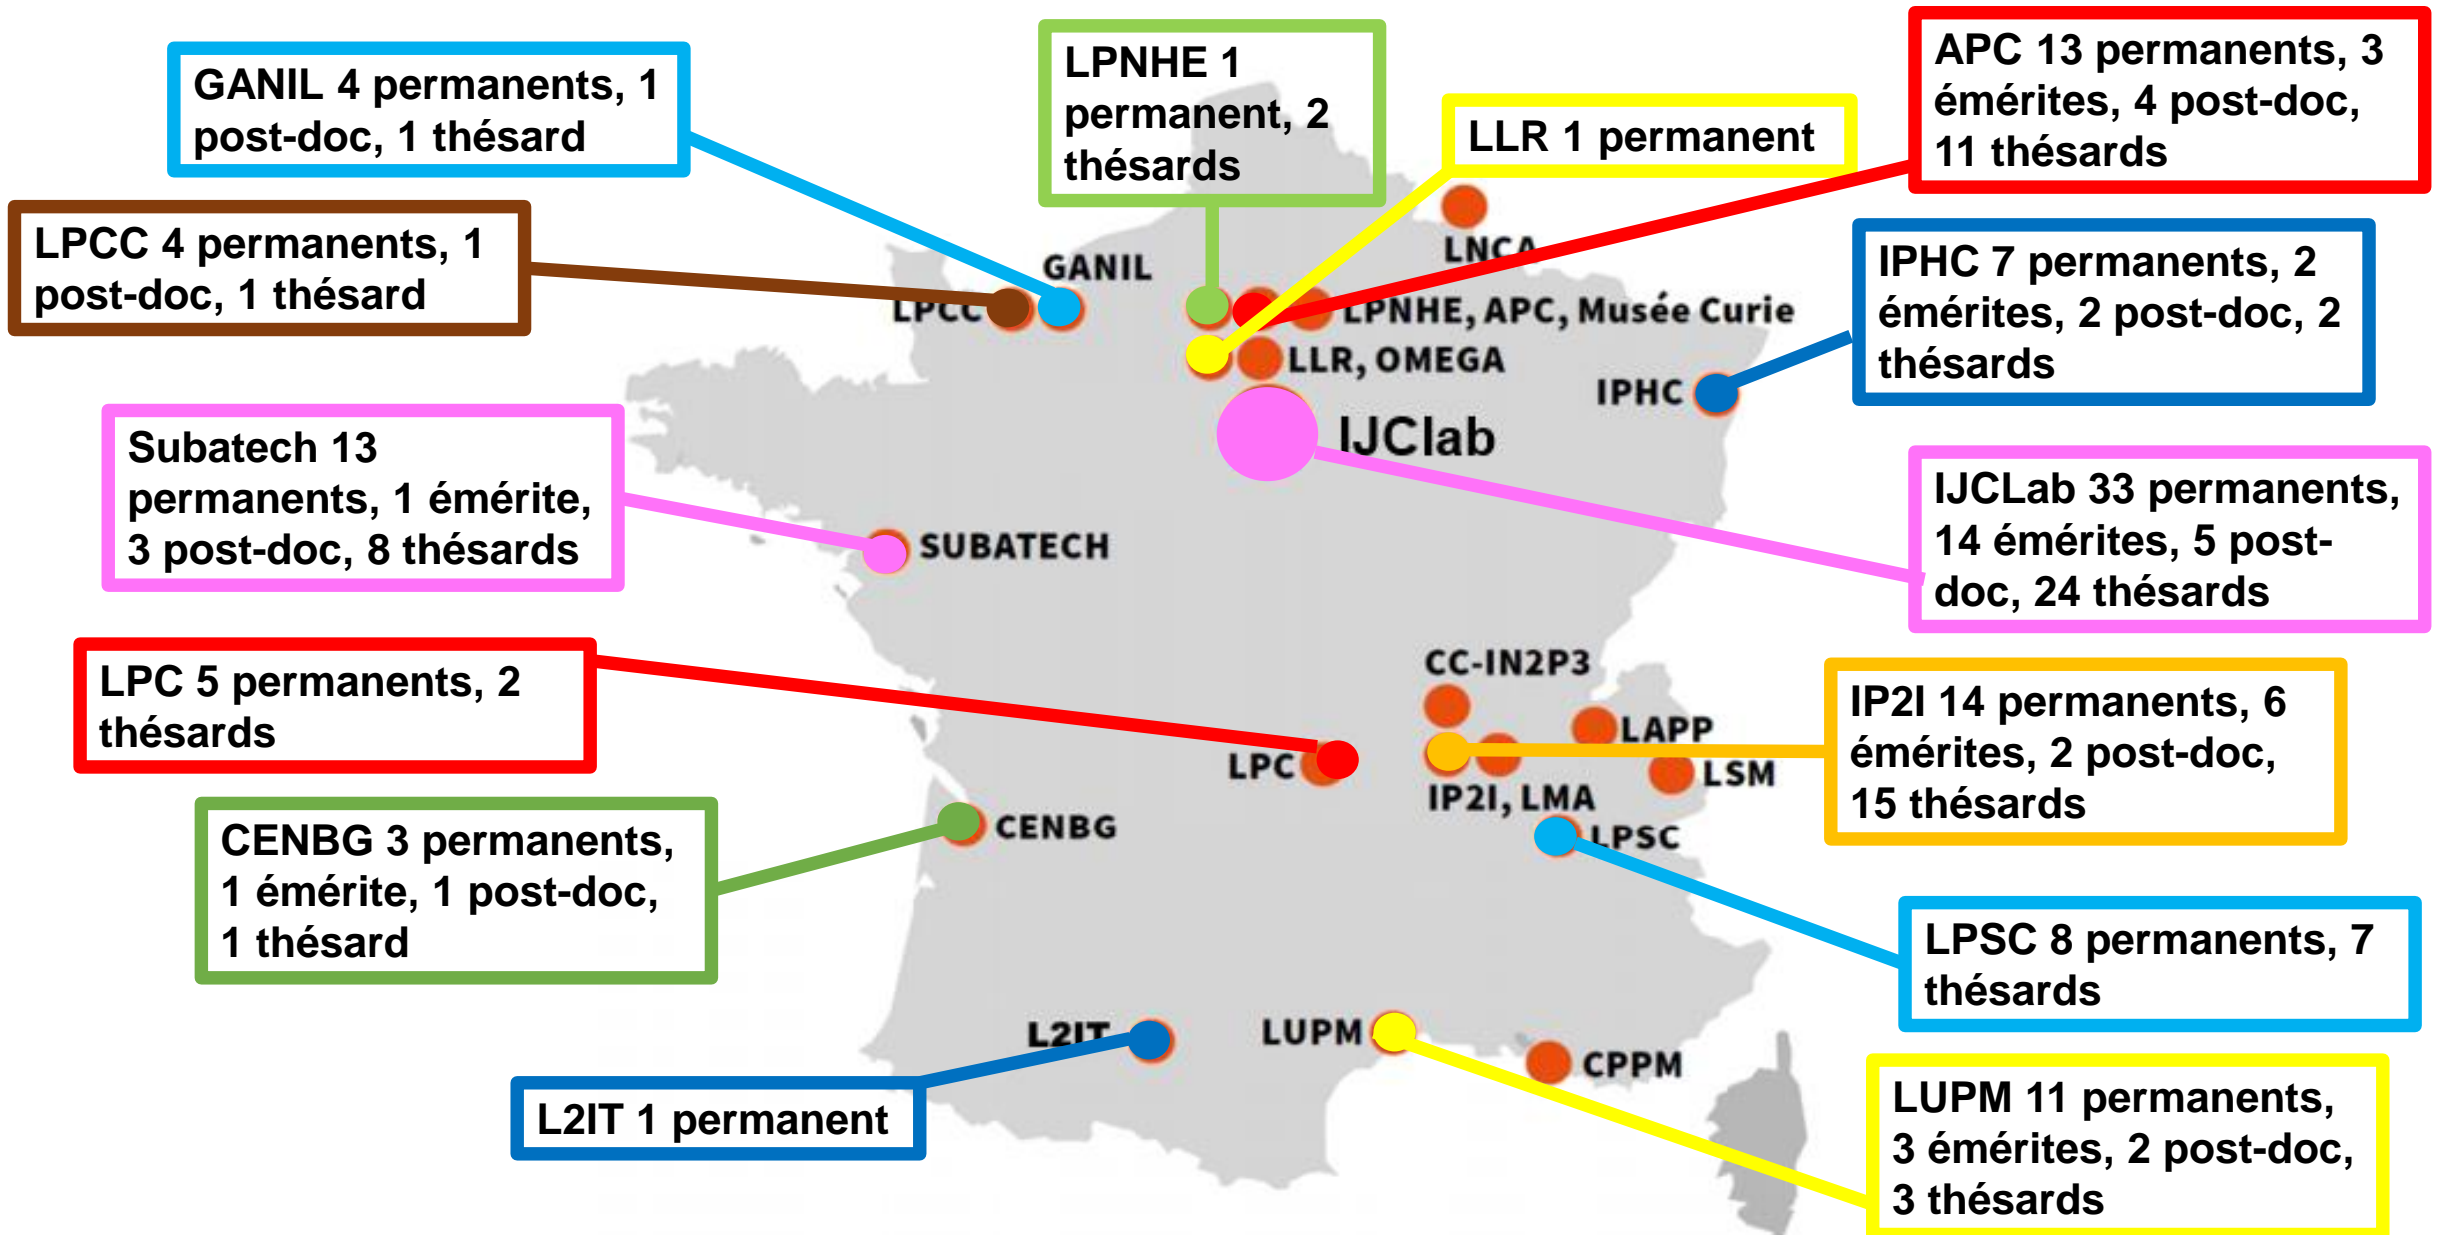 GANIL 4 permanents, 1
post-doc, 1 thésard
LPNHE 1
permanent, 2
thésards
LLR 1 permanent
APC 13 permanents, 3
émérites, 4 post-doc,
11 thésards
LPCC 4 permanents, 1
post-doc, 1 thésard
IPHC 7 permanents, 2
émérites, 2 post-doc, 2
thésards
LNCA
GANIL
LPCC
LPNHE, APC, Musée Curie
LLR, OMEGA
IPHC
IJClab
Subatech 13
permanents, 1 émérite,
3 post-doc, 8 thésards
SUBATECH
IJCLab 33 permanents,
14 émérites, 5 post-
doc, 24 thésards
LPC 5 permanents, 2
thésards
CC-IN2P3
LAPP
LPC
LSM
IP2I, LMA
IP2I 14 permanents, 6
émérites, 2 post-doc,
15 thésards
CENBG 3 permanents,
1 émérite, 1 post-doc,
1 thésard
CENBG
LPSC
LPSC 8 permanents, 7
thésards
L2IT
LUPM
CPPM
L2IT 1 permanent
LUPM 11 permanents,
3 émérites, 2 post-doc,
3 thésards